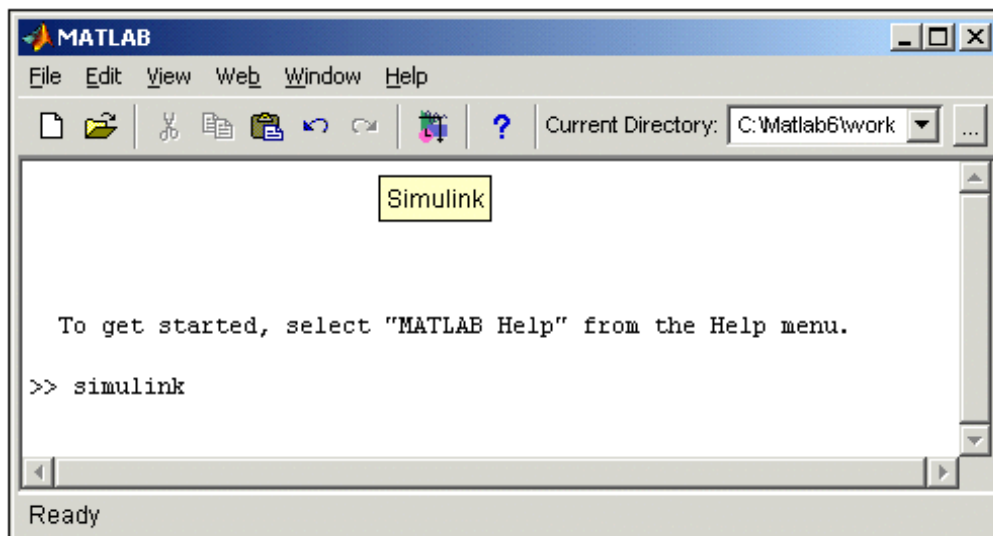 MATLAB
File Edit View Web Window Help
? Current Directory: C:\Matlab6\work ...
Simulink
To get started, select "MATLAB Help" from the Help menu.
>> simulink
Ready